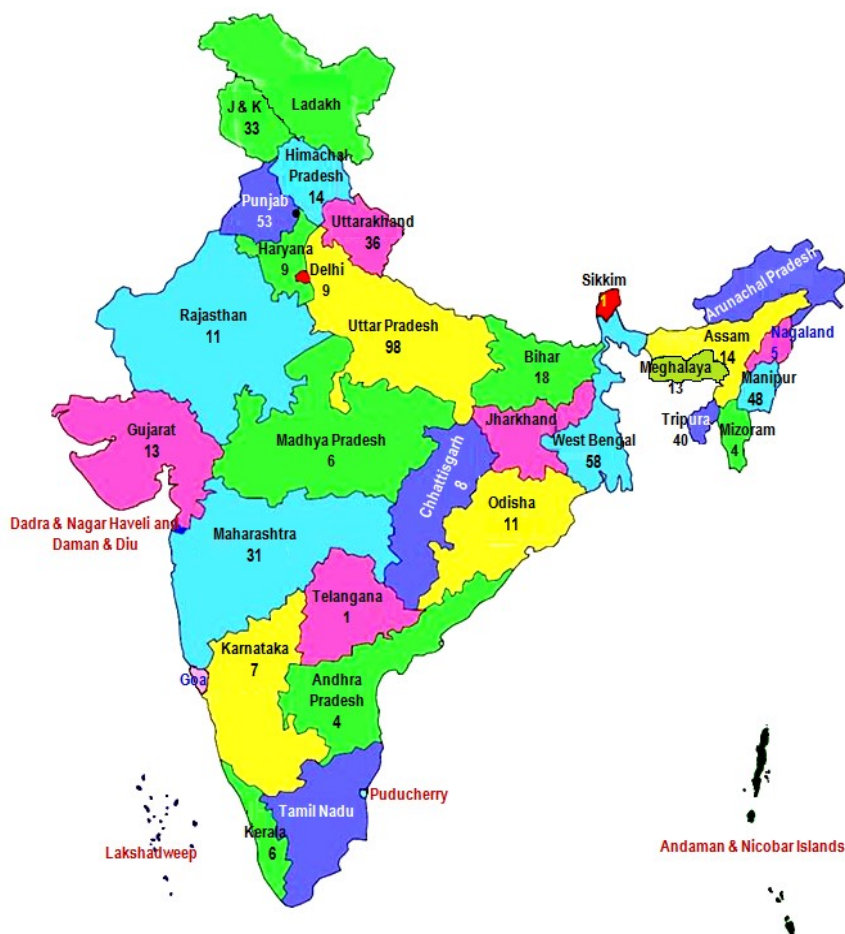 Ladakh
J & K
33
Himachal
Pradesh
14
Punjab
53
Uttarakhand
36
Haryana
9
Delhi
9
Rajasthan
11
Uttar Pradesh
98
Sikkim
1
Arunachal Pradesh
Assam
14
Nagaland
5
Meghalaya
13
Manipur
48
Tripura
40
Mizoram
4
Bihar
18
Jharkhand
West Bengal
58
Gujarat
13
Madhya Pradesh
6
Chhattisgarh
8
Odisha
11
Dadra & Nagar Haveli and
Daman & Diu
Maharashtra
31
Telangana
1
Karnataka
7
Goa
Andhra
Pradesh
4
Puducherry
Tamil Nadu
Kerala
6
Lakshadweep
Andaman & Nicobar Islands